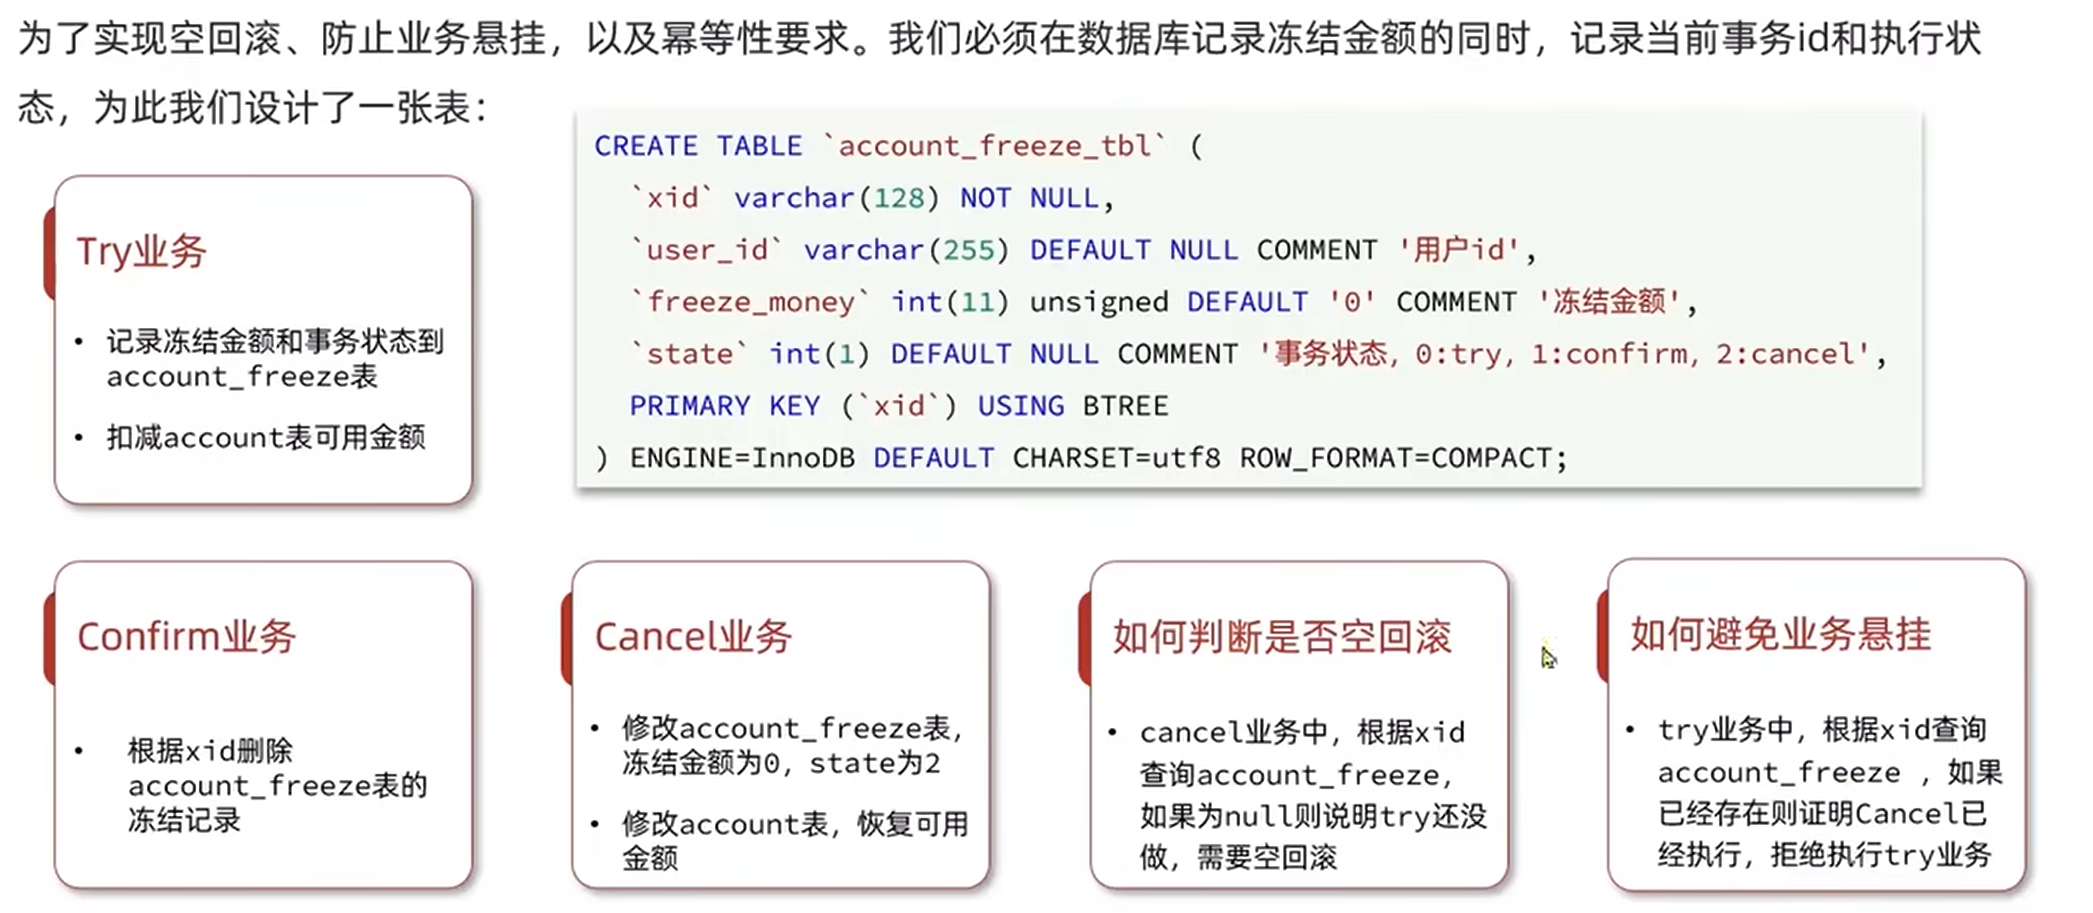 为了实现空回滚、防止业务悬挂，以及幂等性要求。我们必须在数据库记录冻结金额的同时，记录当前事务id和执行状
态，为此我们设计了一张表：
CREATE TABLE `account_freeze_tbl` (
`xid` varchar(128) NOT NULL,
`user_id` varchar(255) DEFAULT NULL COMMENT '用户id',
`freeze_money` int(11) unsigned DEFAULT '0' COMMENT '冻结金额',
`state` int(1) DEFAULT NULL COMMENT '事务状态，0:try，1:confirm，2:cancel',
PRIMARY KEY (`xid`) USING BTREE
) ENGINE=InnoDB DEFAULT CHARSET=utf8 ROW_FORMAT=COMPACT;
Try业务
• 记录冻结金额和事务状态到
account_freeze表
• 扣减account表可用金额
Confirm业务
• 根据xid删除
account_freeze表的
冻结记录
Cancel业务
• 修改account_freeze表，
冻结金额为0，state为2
• 修改account表，恢复可用
金额
如何判断是否空回滚
• cancel业务中，根据xid
查询account_freeze，
如果为null则说明try还没
做，需要空回滚
如何避免业务悬挂
• try业务中，根据xid查询
account_freeze ，如果
已经存在则证明Cancel已
经执行，拒绝执行try业务